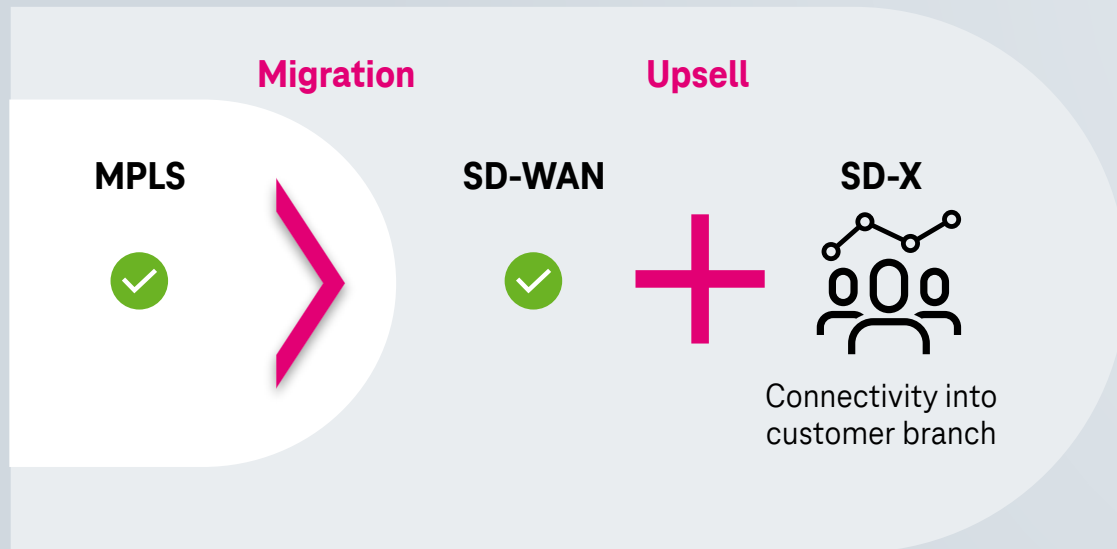 Migration
Upsell
MPLS
SD-WAN
SD-X
Connectivity into
customer branch